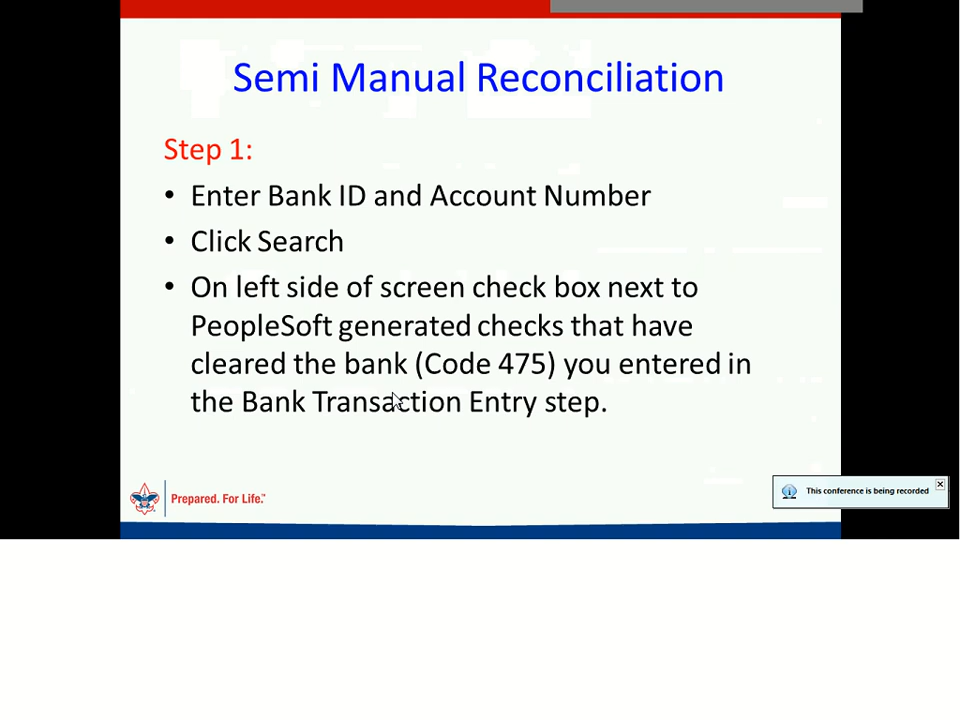 Semi Manual Reconciliation
Step 1:
• Enter Bank ID and Account Number
• Click Search
• On left side of screen check box next to
PeopleSoft generated checks that have
cleared the bank (Code 475) you entered in
the Bank Transaction Entry step.
Prepared. For Life.™
This conference is being recorded